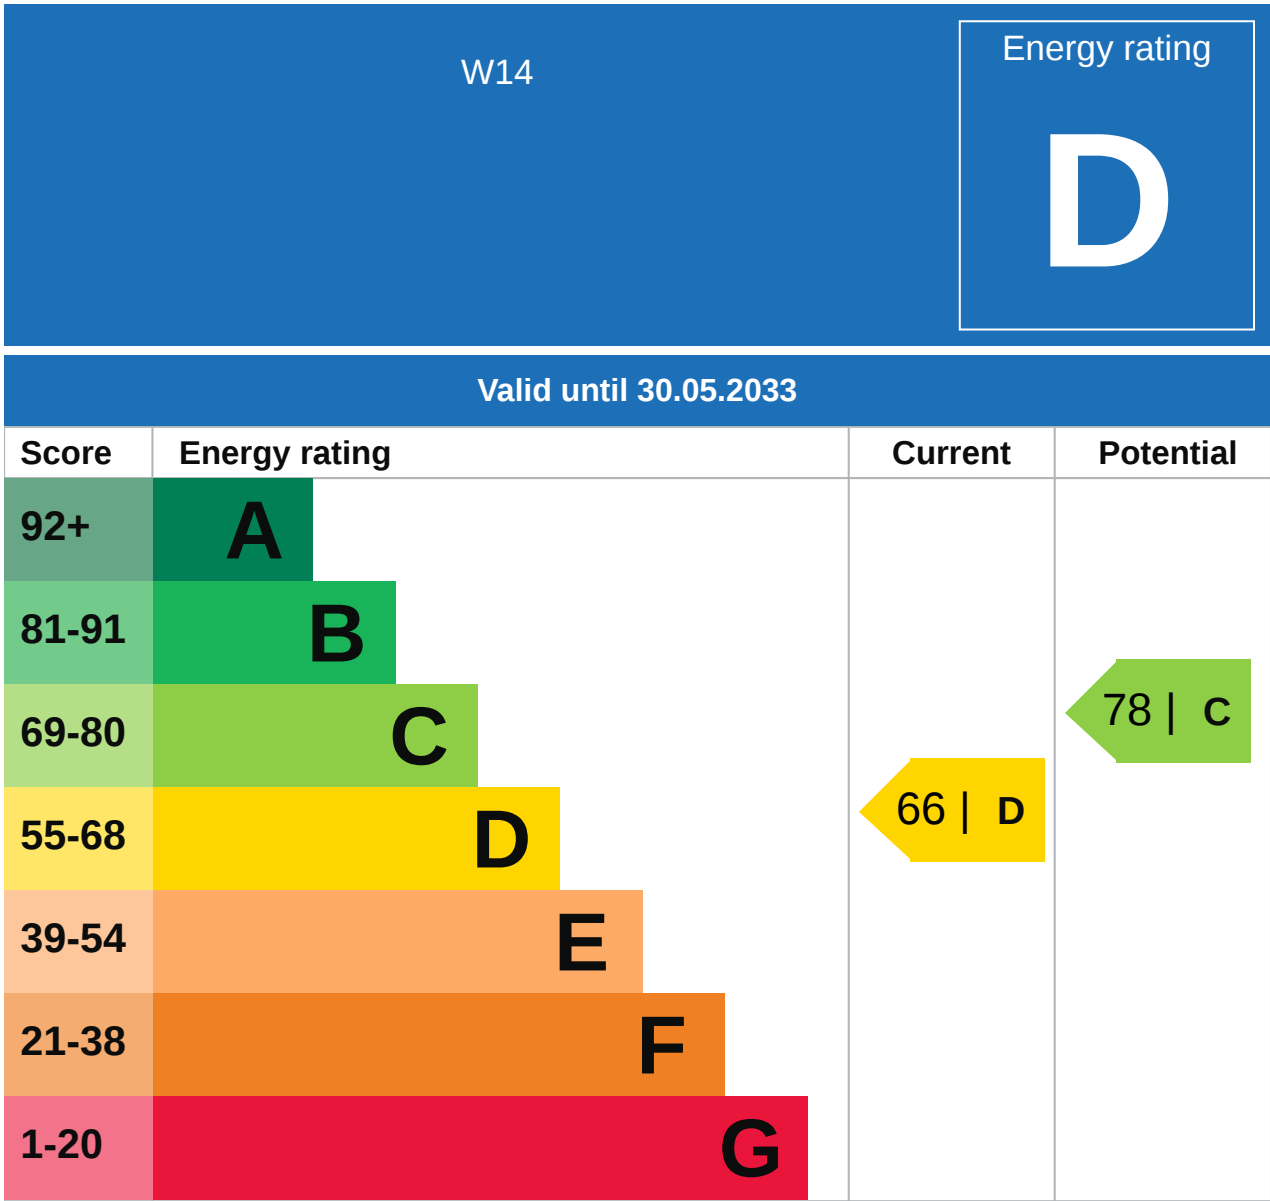 W14
Energy rating
D
Valid until 30.05.2033
Score Energy rating Current Potential
92+ A
81-91 B
69-80 C
78 | C
55-68 D
66 | D
39-54 E
21-38 F
1-20 G